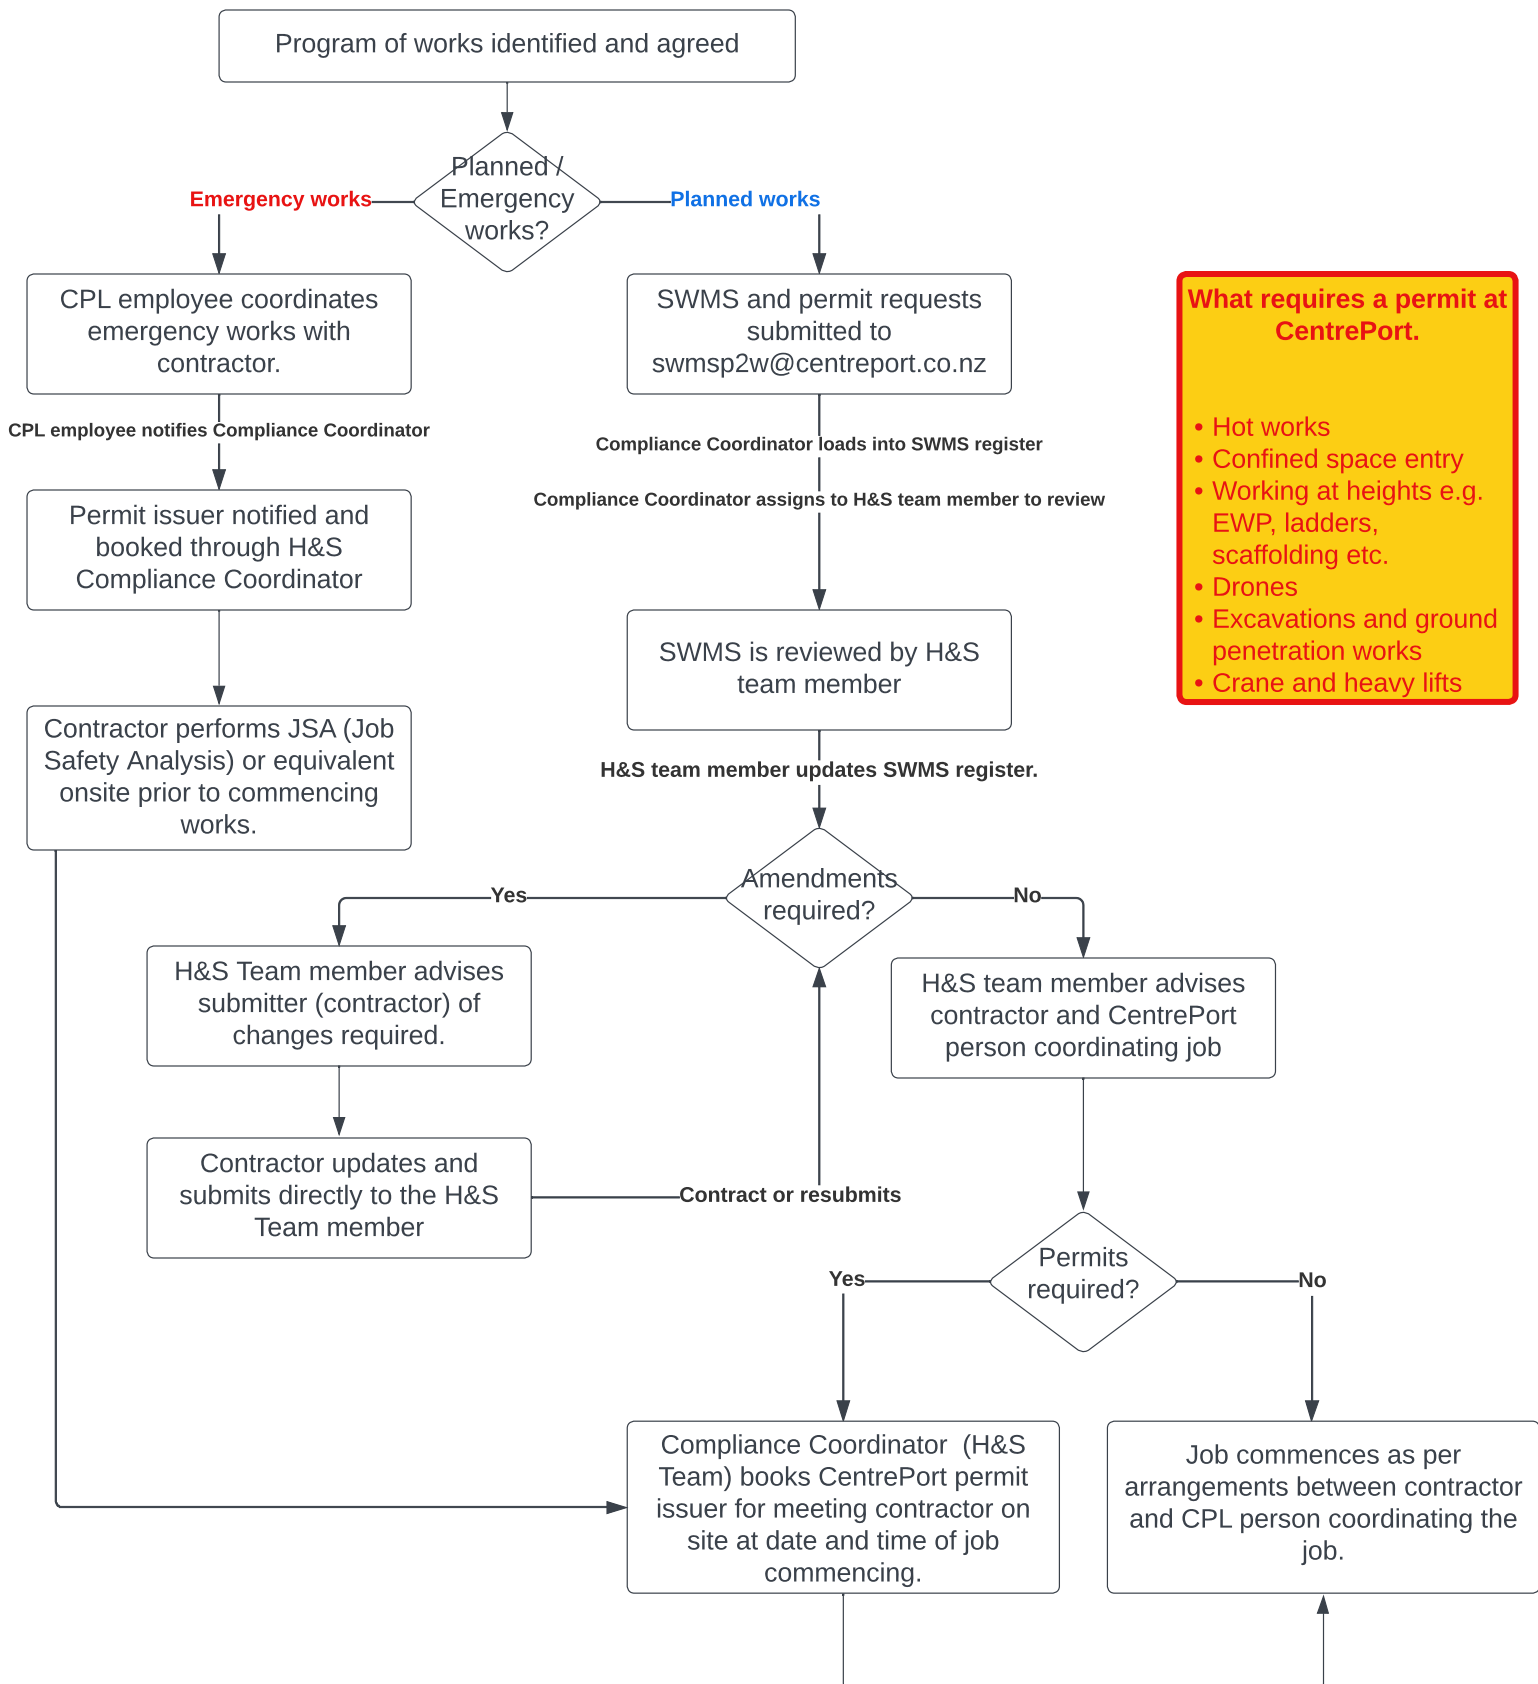 Program of works identified and agreed
Planned /
Emergency
works?
Emergency works
Planned works
CPL employee coordinates
emergency works with
contractor.
SWMS and permit requests
submitted to
swmsp2w@centreport.co.nz
What requires a permit at
CentrePort.
• Hot works
• Confined space entry
• Working at heights e.g.
EWP, ladders,
scaffolding etc.
• Drones
• Excavations and ground
penetration works
• Crane and heavy lifts
CPL employee notifies Compliance Coordinator
Compliance Coordinator loads into SWMS register
Compliance Coordinator assigns to H&S team member to review
Permit issuer notified and
booked through H&S
Compliance Coordinator
SWMS is reviewed by H&S
team member
Contractor performs JSA (Job
Safety Analysis) or equivalent
onsite prior to commencing
works.
H&S team member updates SWMS register.
Amendments
required?
Yes
No
H&S Team member advises
submitter (contractor) of
changes required.
H&S team member advises
contractor and CentrePort
person coordinating job
Contractor updates and
submits directly to the H&S
Team member
Contract or resubmits
Permits
required?
Yes
No
Compliance Coordinator  (H&S
Team) books CentrePort permit
issuer for meeting contractor on
site at date and time of job
commencing.
Job commences as per
arrangements between contractor
and CPL person coordinating the
job.